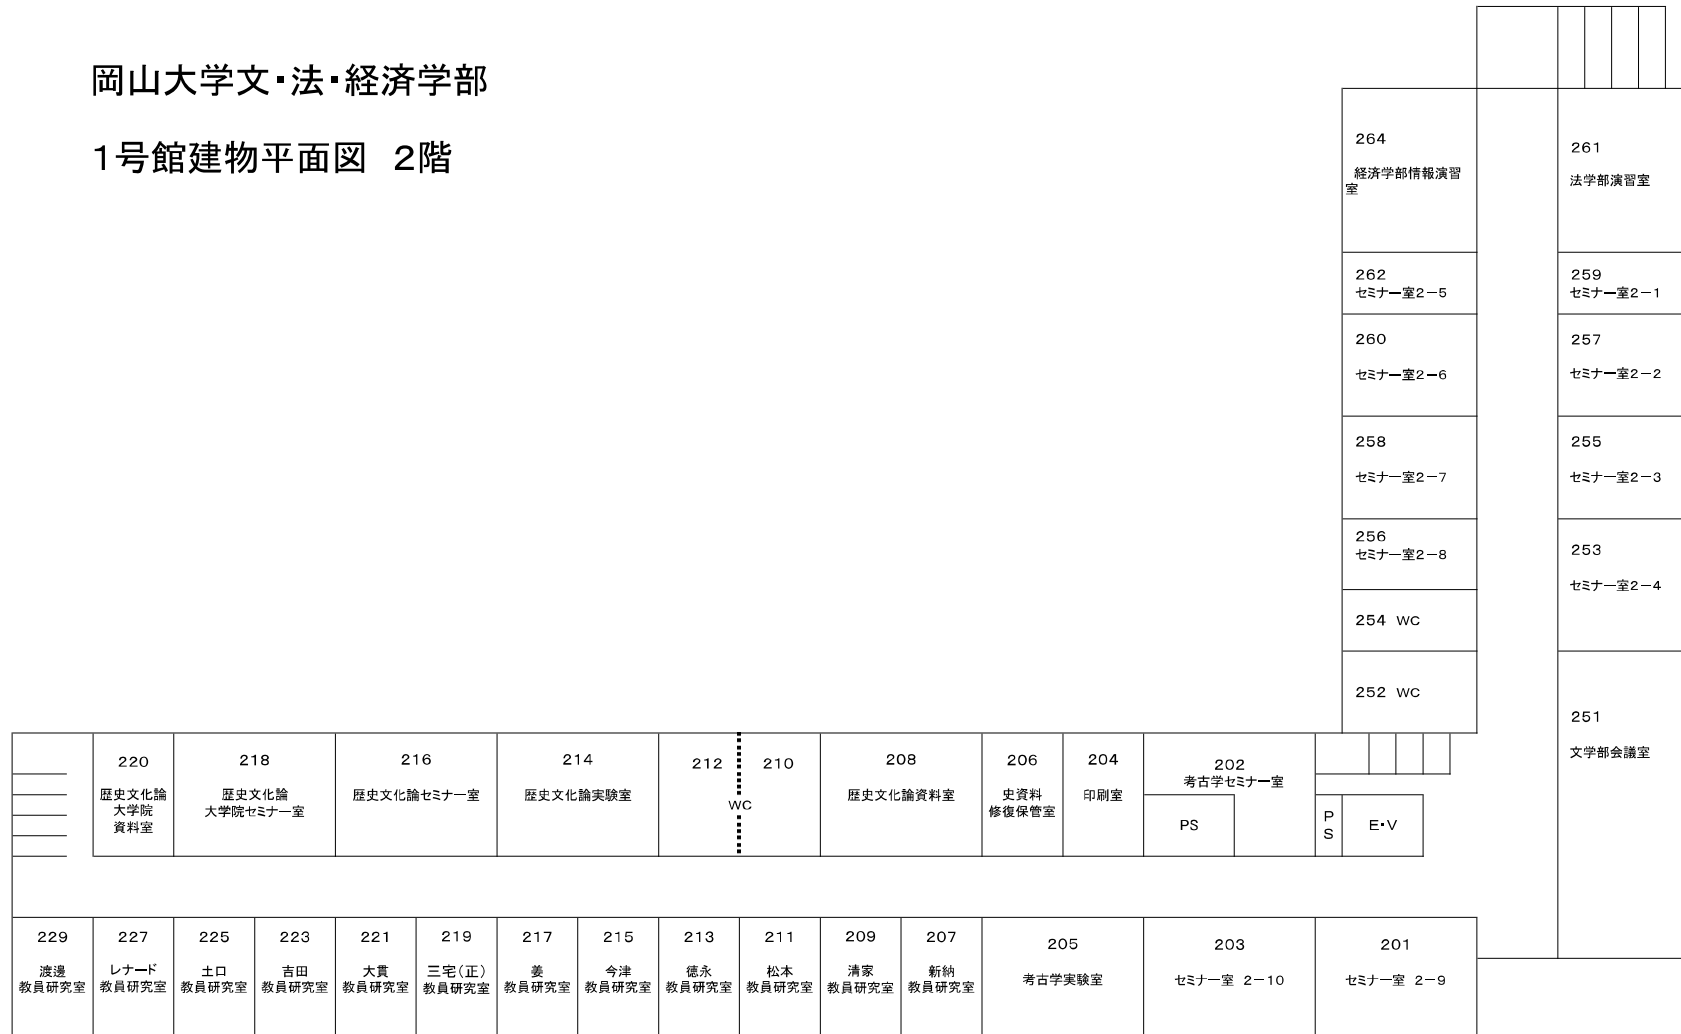 岡山大学文・法・経済学部
1号館建物平面図　2階
264
経済学部情報演習
室
261
法学部演習室
262
セミナー室2－5
259
セミナー室2－1
260
セミナー室2－6
257
セミナー室2－2
258
セミナー室2－7
255
セミナー室2－3
256
セミナー室2－8
253
セミナー室2－4
254 WC
252 WC
251
文学部会議室
220
歴史文化論
大学院
資料室
218
歴史文化論
大学院セミナー室
216
歴史文化論セミナー室
214
歴史文化論実験室
212
210
WC
208
歴史文化論資料室
206
史資料
修復保管室
204
印刷室
202
考古学セミナー室
PS
P
S
E・V
229
渡邊
教員研究室
227
レナード
教員研究室
225
土口
教員研究室
223
吉田
教員研究室
221
大貫
教員研究室
219
三宅（正）
教員研究室
217
姜
教員研究室
215
今津
教員研究室
213
徳永
教員研究室
211
松本
教員研究室
209
清家
教員研究室
207
新納
教員研究室
205
考古学実験室
203
セミナー室 2－10
201
セミナー室 2－9